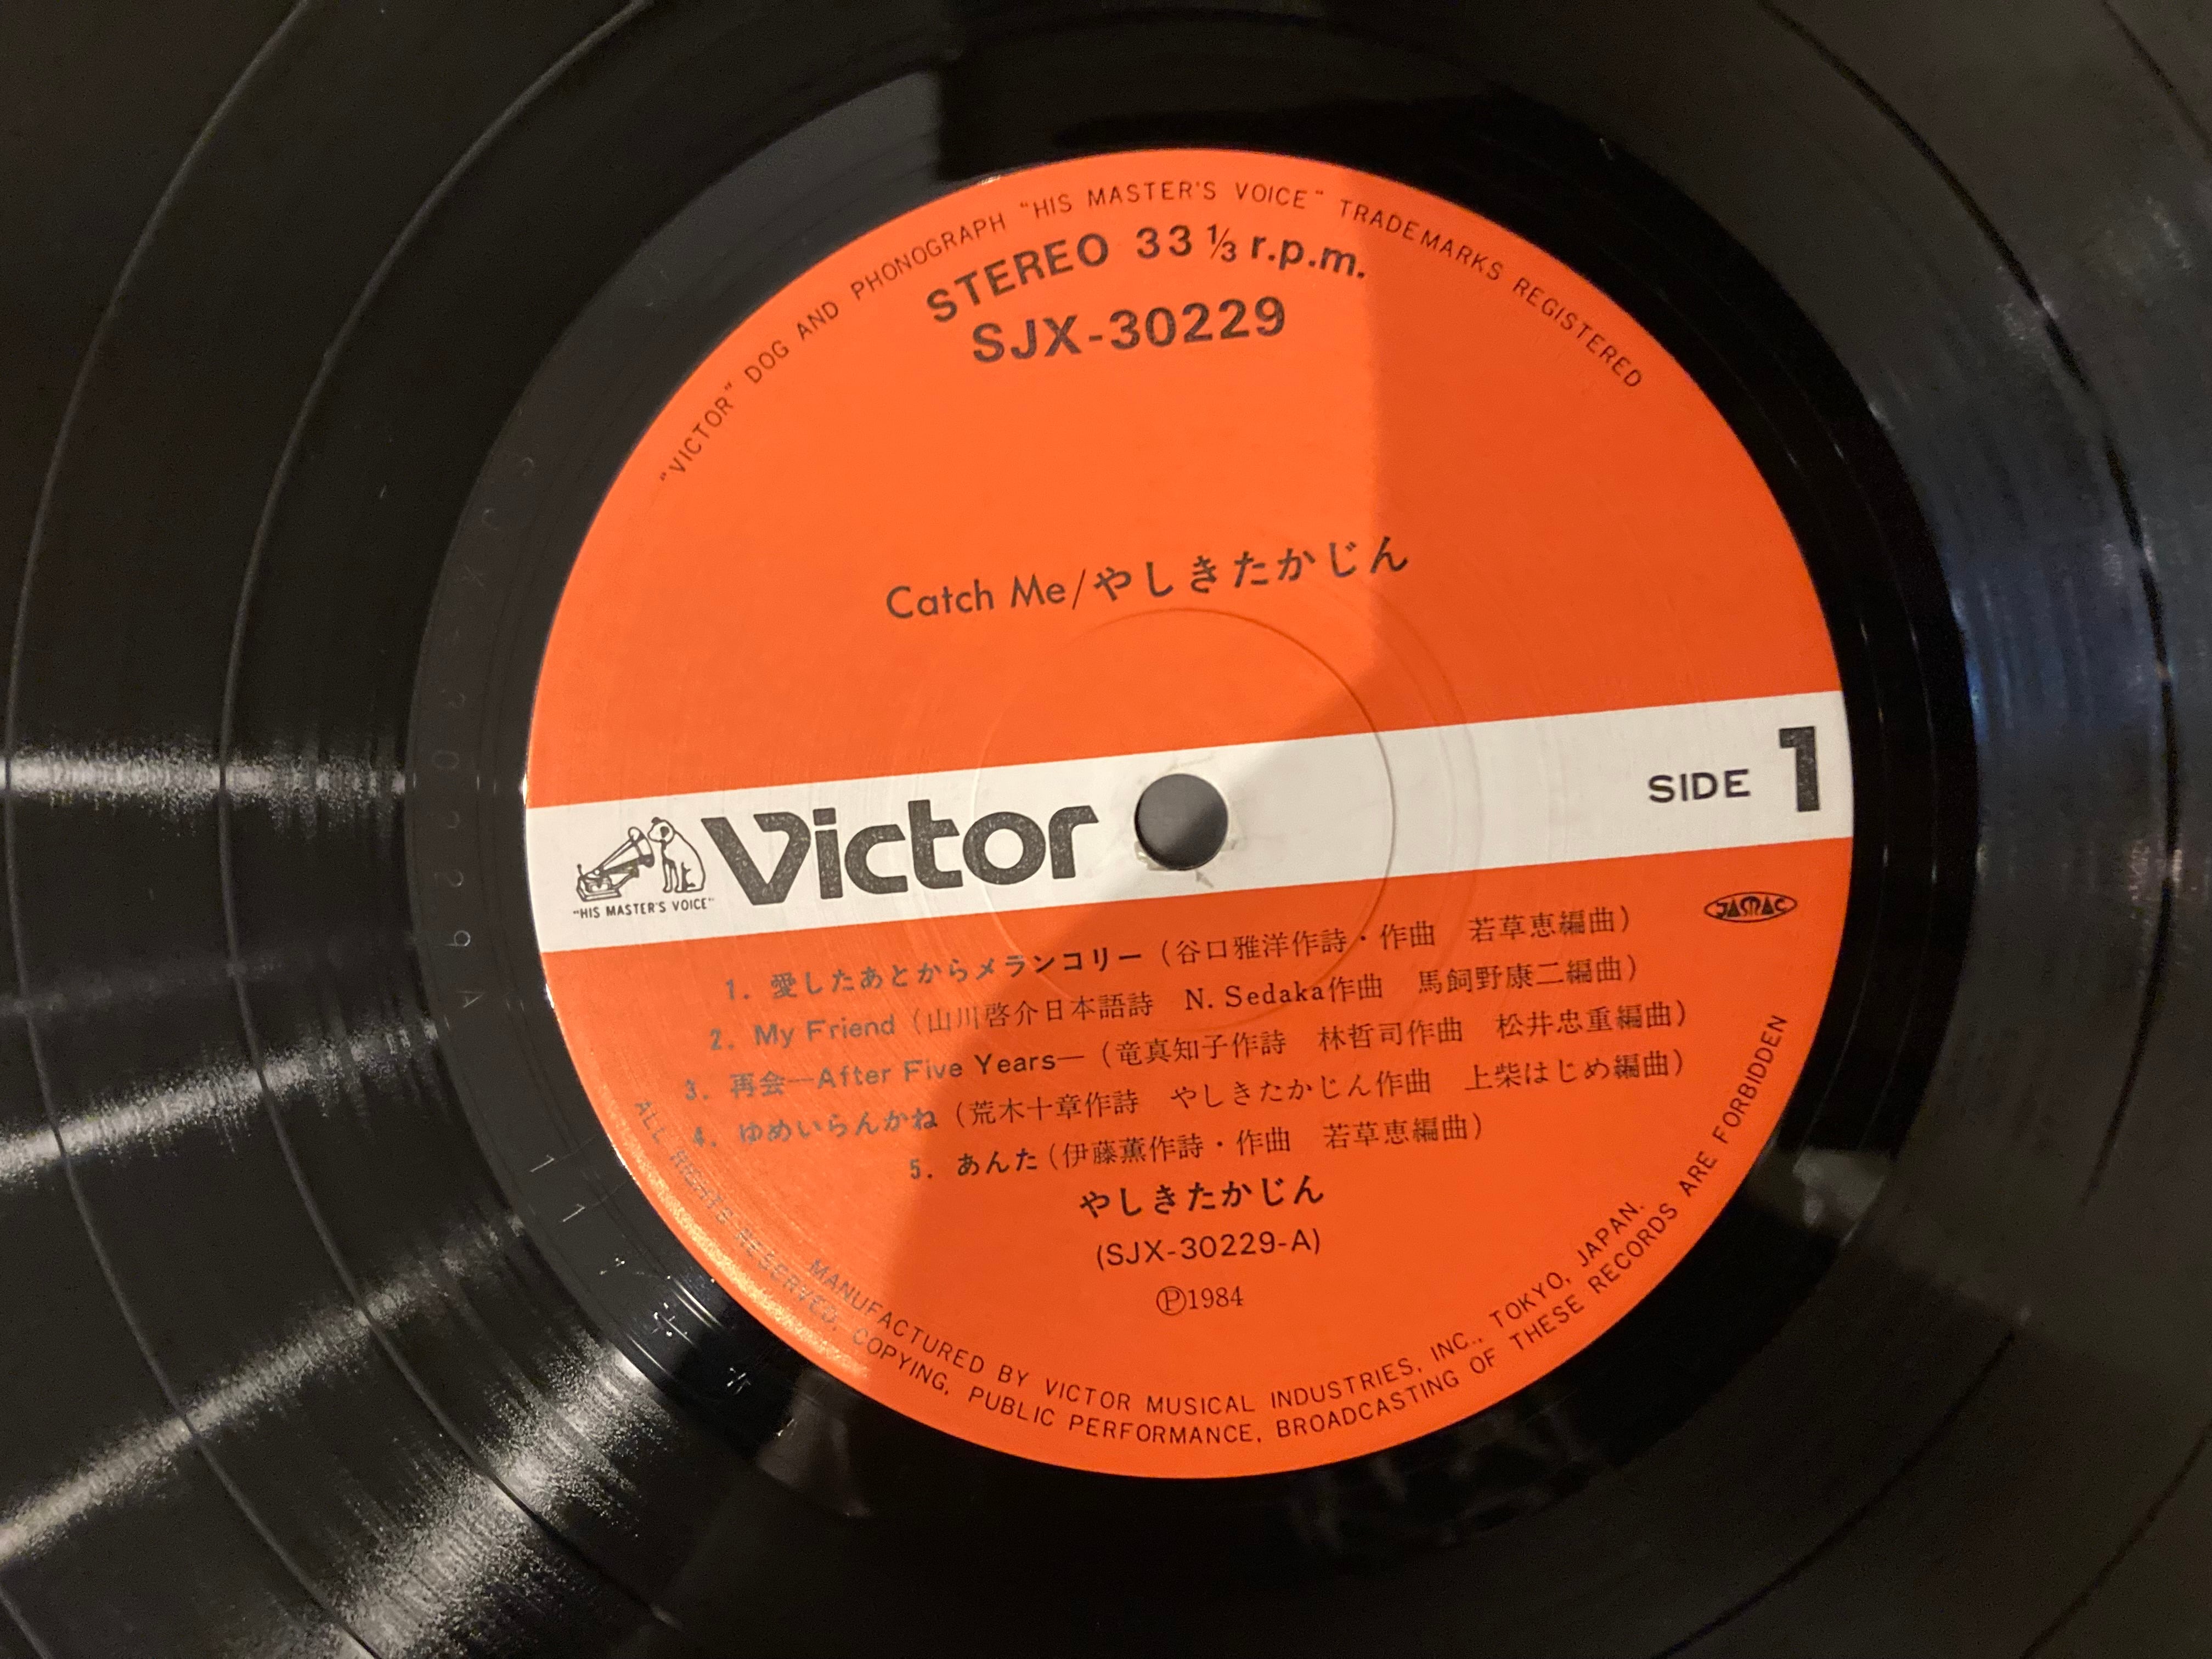 "VICTOR" DOG AND PHONOGRAPH "HIS MASTER'S VOICE" TRADEMARKS REGISTERED
STEREO 33 ⅓ r.p.m.
SJX-30229
Catch Me/やしきたかじん
"HIS MASTER'S VOICE"
Victor
SIDE 1
JASRAC
1. 愛したあとからメランコリー（谷口雅洋作詩・作曲　若草恵編曲）
2. My Friend（山川啓介日本語詩　N. Sedaka作曲　馬飼野康二編曲）
3. 再会—After Five Years—（竜真知子作詩　林哲司作曲　松井忠重編曲）
4. ゆめいらんかね（荒木十章作詩　やしきたかじん作曲　上柴はじめ編曲）
5. あんた（伊藤薫作詩・作曲　若草恵編曲）
やしきたかじん
(SJX-30229-A)
Ⓟ1984
MANUFACTURED BY VICTOR MUSICAL INDUSTRIES, INC., TOKYO, JAPAN.
ALL RIGHTS RESERVED. COPYING, PUBLIC PERFORMANCE, BROADCASTING OF THESE RECORDS ARE FORBIDDEN
SJX-30229A
111